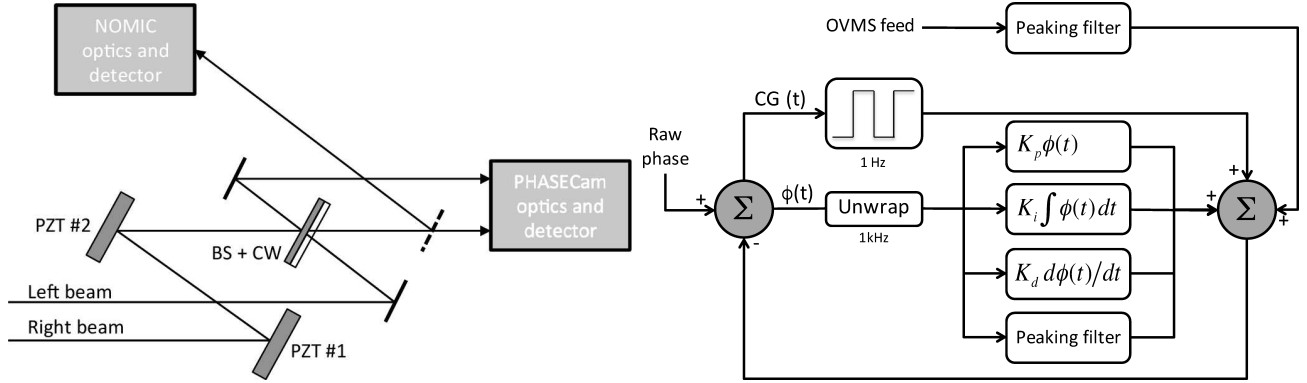 NOMIC
optics and
detector
PZT #2
BS + CW
PHASECam
optics and
detector
Left beam
Right beam
PZT #1
OVMS feed
Peaking filter
CG (t)
1 Hz
Raw
phase
+
Σ
-
ϕ(t)
Unwrap
1kHz
K_p ϕ(t)
K_i ∫ ϕ(t) dt
K_d dϕ(t)/dt
Peaking filter
+
+
Σ
+